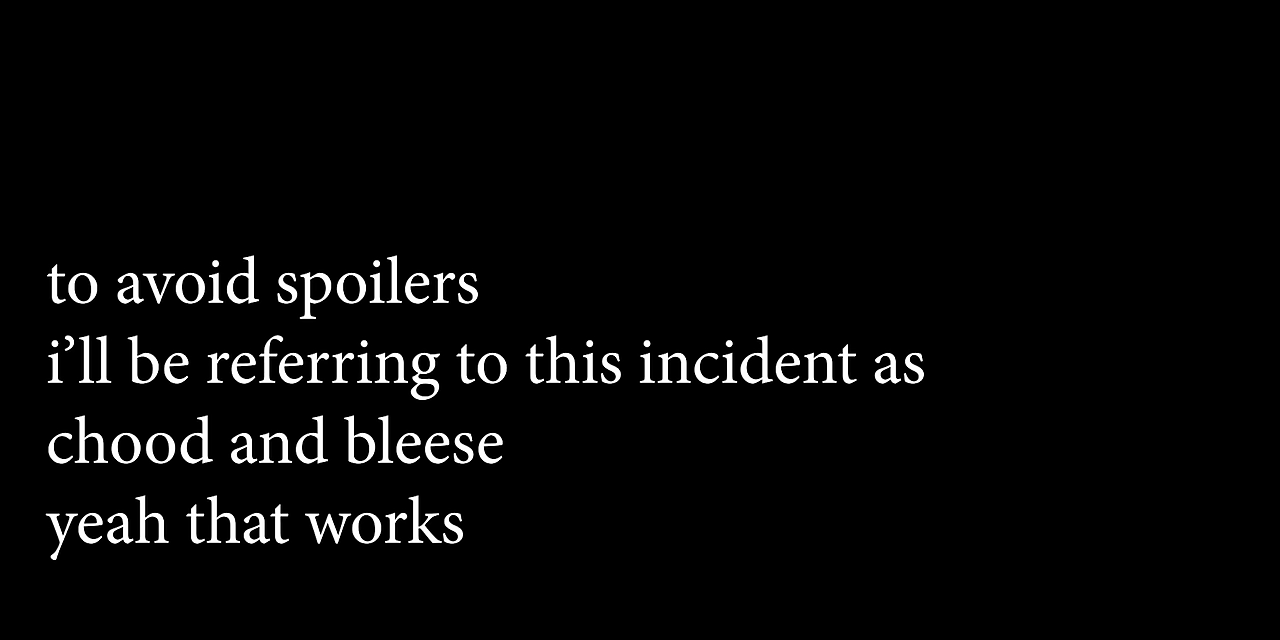 to avoid spoilers
i’ll be referring to this incident as
chood and bleese
yeah that works